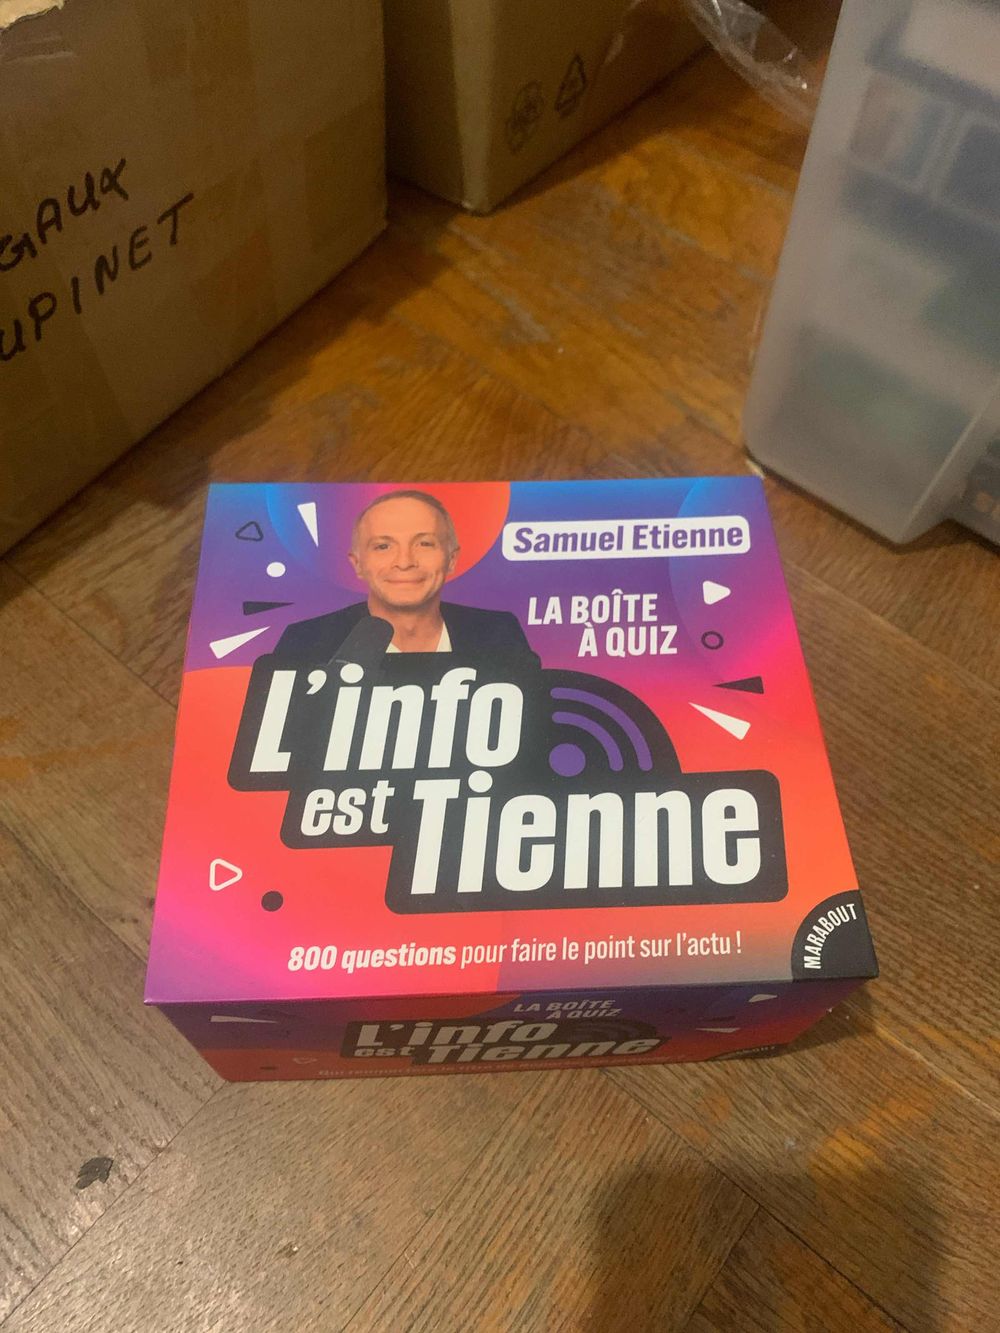 GAUX
UPINET
Samuel Etienne
LA BOÎTE
À QUIZ
L'info
est Tienne
800 questions pour faire le point sur l'actu !
MARABOUT
LA BOÎTE
À QUIZ
L'info
est Tienne